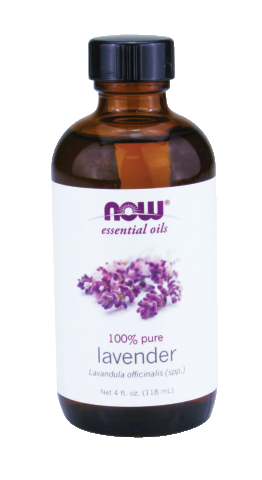 NOW®
essential oils
100% pure
lavender
Lavandula officinalis (spp.)
Net 4 fl. oz. (118 mL)